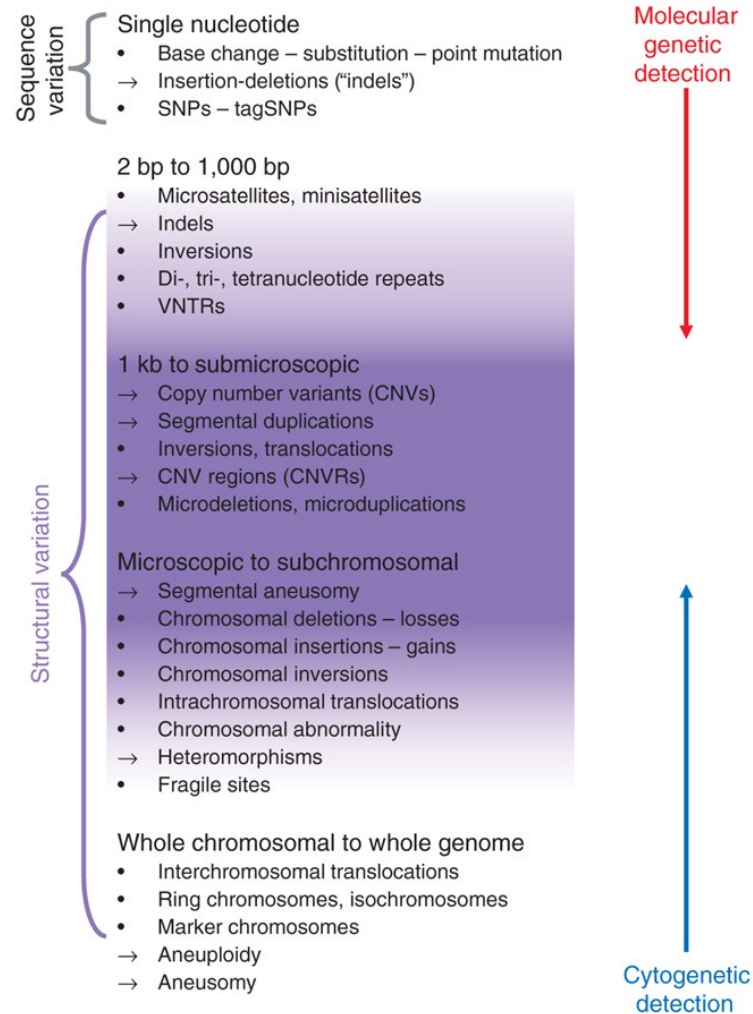 Sequence
variation
Single nucleotide
• Base change – substitution – point mutation
→ Insertion-deletions (“indels”)
• SNPs – tagSNPs
Molecular
genetic
detection
Structural variation
2 bp to 1,000 bp
• Microsatellites, minisatellites
→ Indels
• Inversions
• Di-, tri-, tetranucleotide repeats
• VNTRs
1 kb to submicroscopic
→ Copy number variants (CNVs)
→ Segmental duplications
• Inversions, translocations
→ CNV regions (CNVRs)
• Microdeletions, microduplications
Microscopic to subchromosomal
→ Segmental aneusomy
• Chromosomal deletions – losses
• Chromosomal insertions – gains
• Chromosomal inversions
• Intrachromosomal translocations
• Chromosomal abnormality
→ Heteromorphisms
• Fragile sites
Whole chromosomal to whole genome
• Interchromosomal translocations
• Ring chromosomes, isochromosomes
• Marker chromosomes
→ Aneuploidy
→ Aneusomy
Cytogenetic
detection